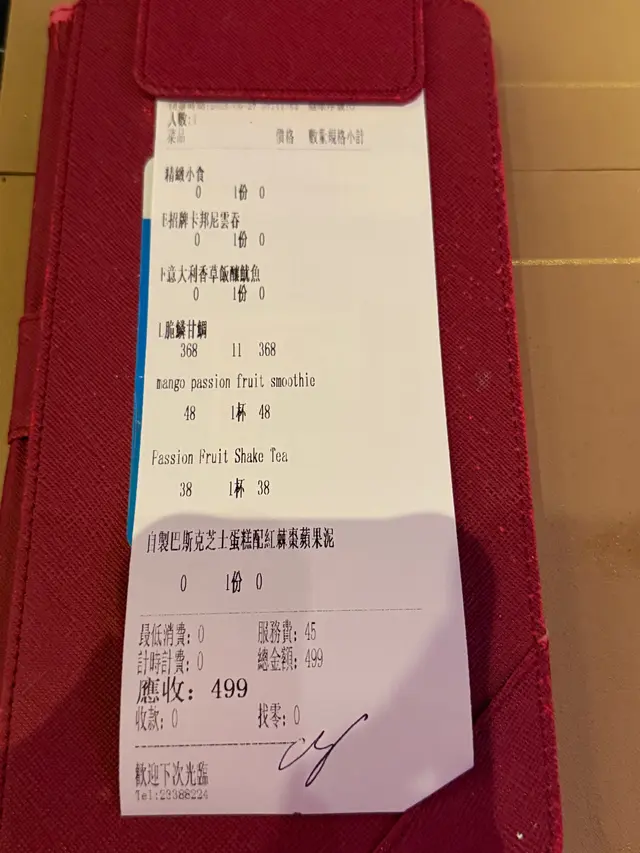 人數:
菜品 價格 數量規格小計
精緻小食
0 1份 0
E招牌卡邦尼雲吞
0 1份 0
意大利香草飯釀魷魚
0 1份 0
L脆鱗甘鯛
368 11 368
mango passion fruit smoothie
48 1杯 48
Passion Fruit Shake Tea
38 1杯 38
自製巴斯克芝士蛋糕配紅棘棗蘋果泥
0 1份 0
最低消費: 0 服務費: 45
計時計費: 0 總金額: 499
應收: 499
收款: 0 找零: 0
歡迎下次光臨
Tel:23388224